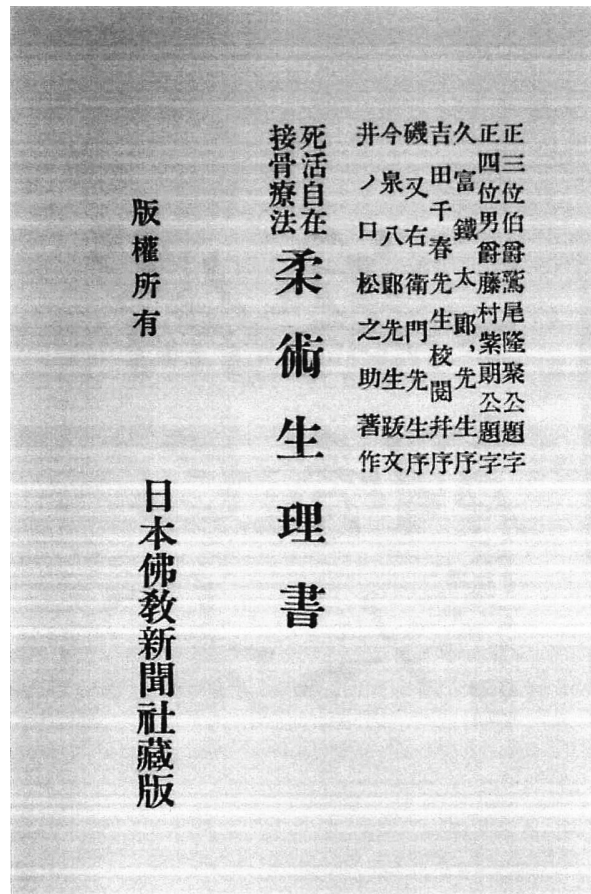 正三位伯爵鷲尾隆聚公題字
正四位男爵藤村紫朗公題字
久富鐵太郎,先生序
吉田千春先生校閲并序
磯又右衛門先生序
今泉八郎先生跋文
井ノ口松之助著作
死活自在
接骨療法
柔術生理書
版權所有
日本佛敎新聞社藏版